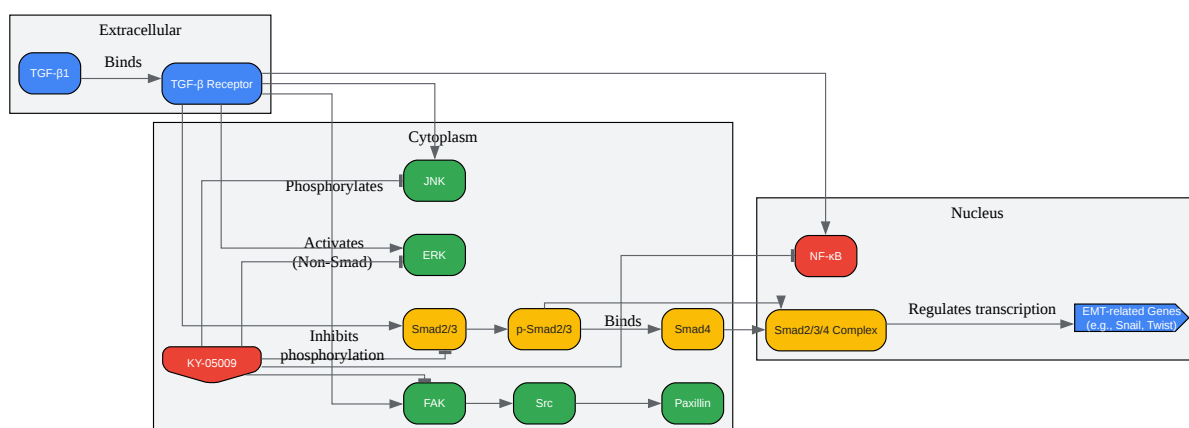 Extracellular
TGF-β1
Binds
TGF-β Receptor
Cytoplasm
JNK
Phosphorylates
Nucleus
Activates
(Non-Smad)
ERK
NF-κB
Smad2/3
p-Smad2/3
Binds
Smad4
Smad2/3/4 Complex
Regulates transcription
EMT-related Genes
(e.g., Snail, Twist)
Inhibits
phosphorylation
KY-05009
FAK
Src
Paxillin